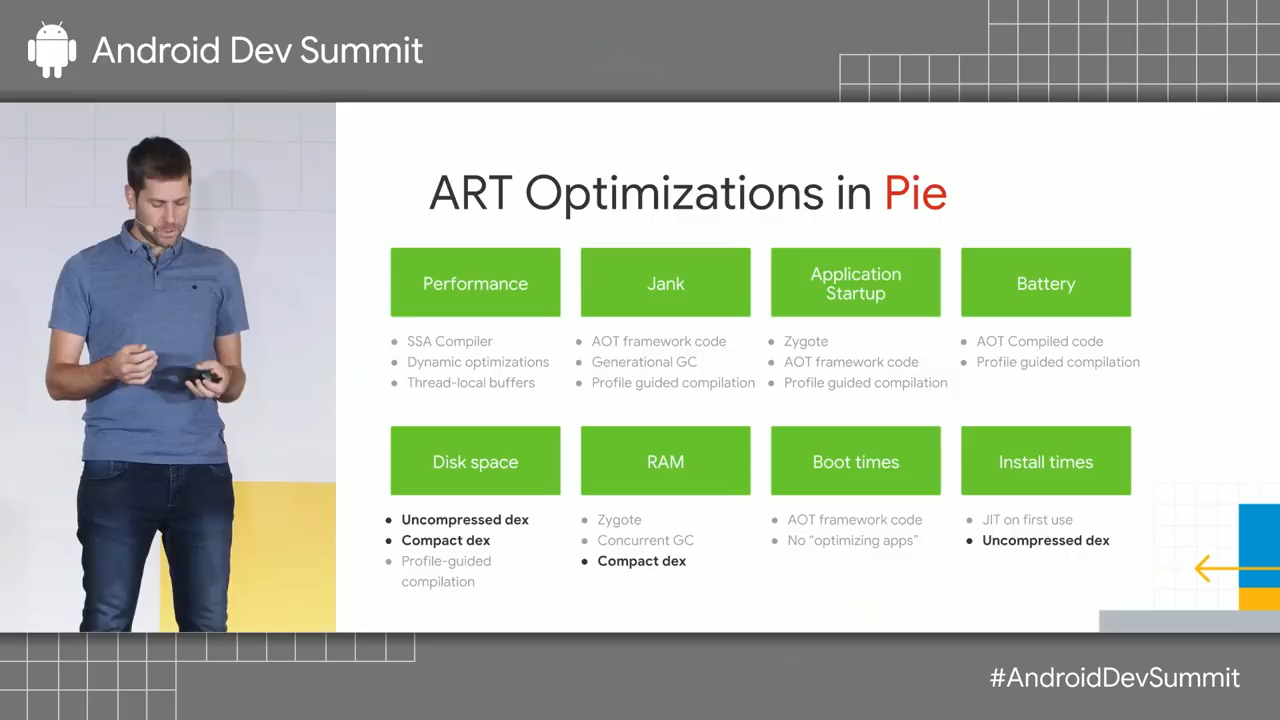 Android Dev Summit
ART Optimizations in Pie
Performance
SSA Compiler
Dynamic optimizations
Thread-local buffers
Jank
AOT framework code
Generational GC
Profile guided compilation
Application
Startup
Zygote
AOT framework code
Profile guided compilation
Battery
AOT Compiled code
Profile guided compilation
Disk space
Uncompressed dex
Compact dex
Profile-guided
compilation
RAM
Zygote
Concurrent GC
Compact dex
Boot times
AOT framework code
No “optimizing apps”
Install times
JIT on first use
Uncompressed dex
#AndroidDevSummit